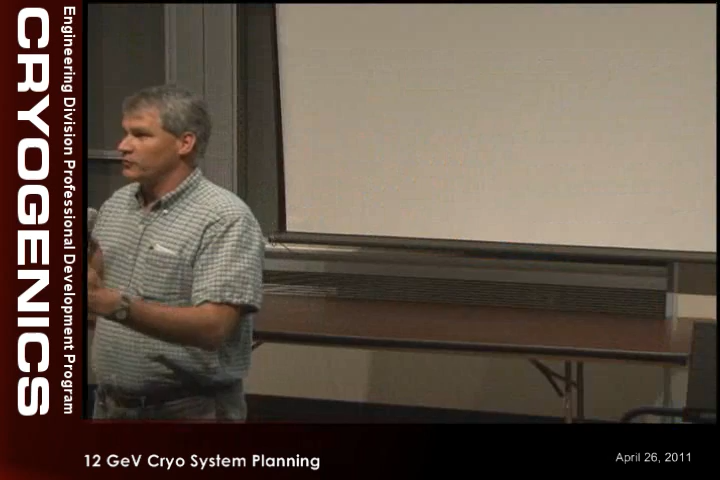 CRYOGENICS
Engineering Division Professional Development Program
12 GeV Cryo System Planning
April 26, 2011